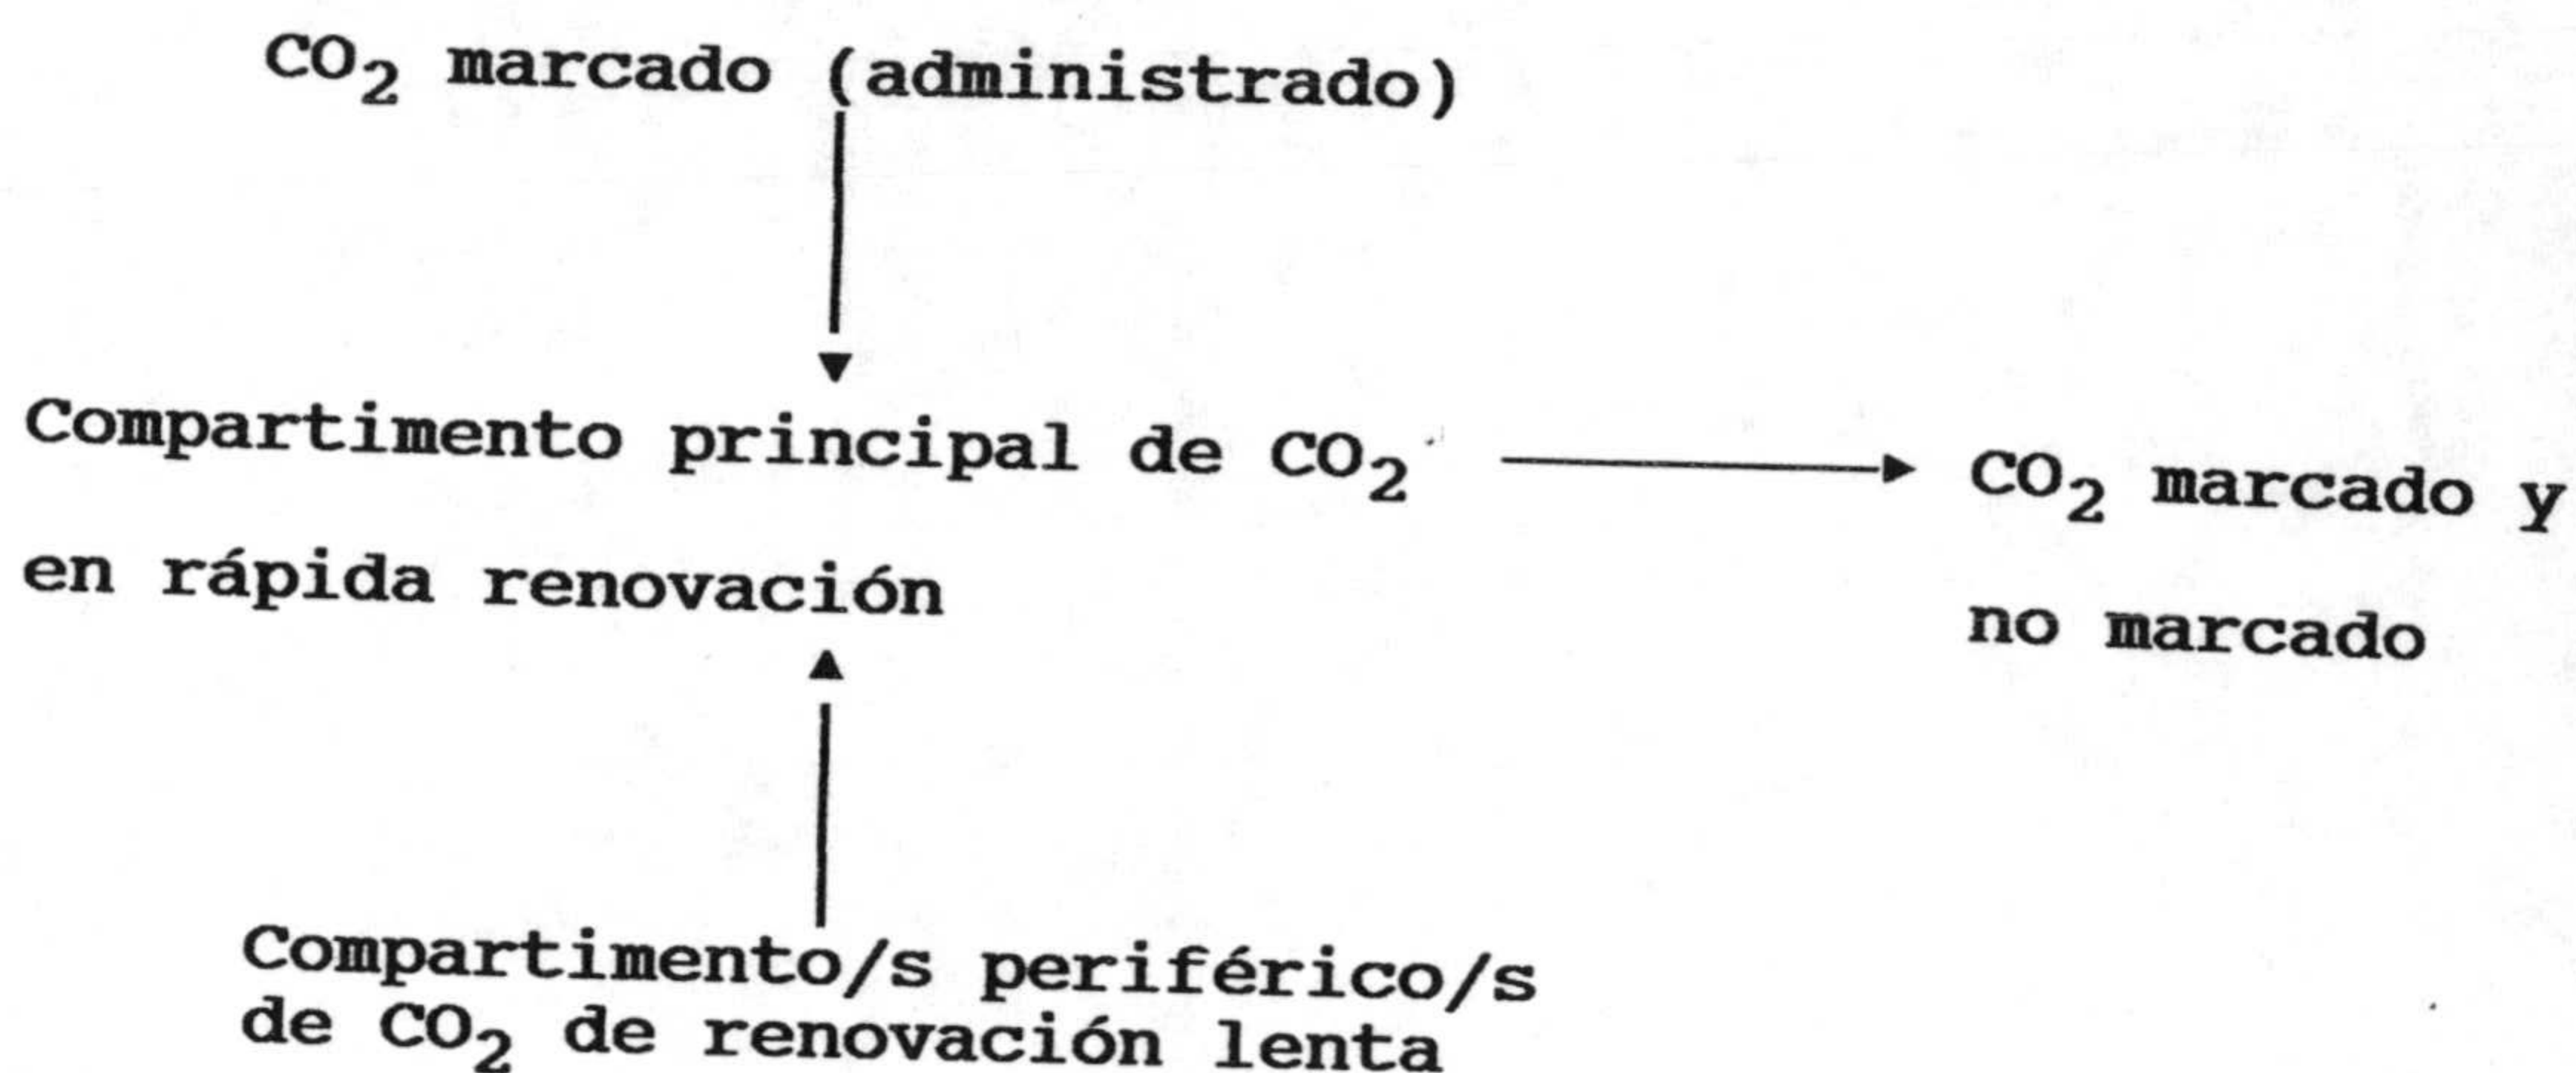 CO₂ marcado (administrado)
Compartimento principal de CO₂
CO₂ marcado y
en rápida renovación
no marcado
Compartimento/s periférico/s
de CO₂ de renovación lenta